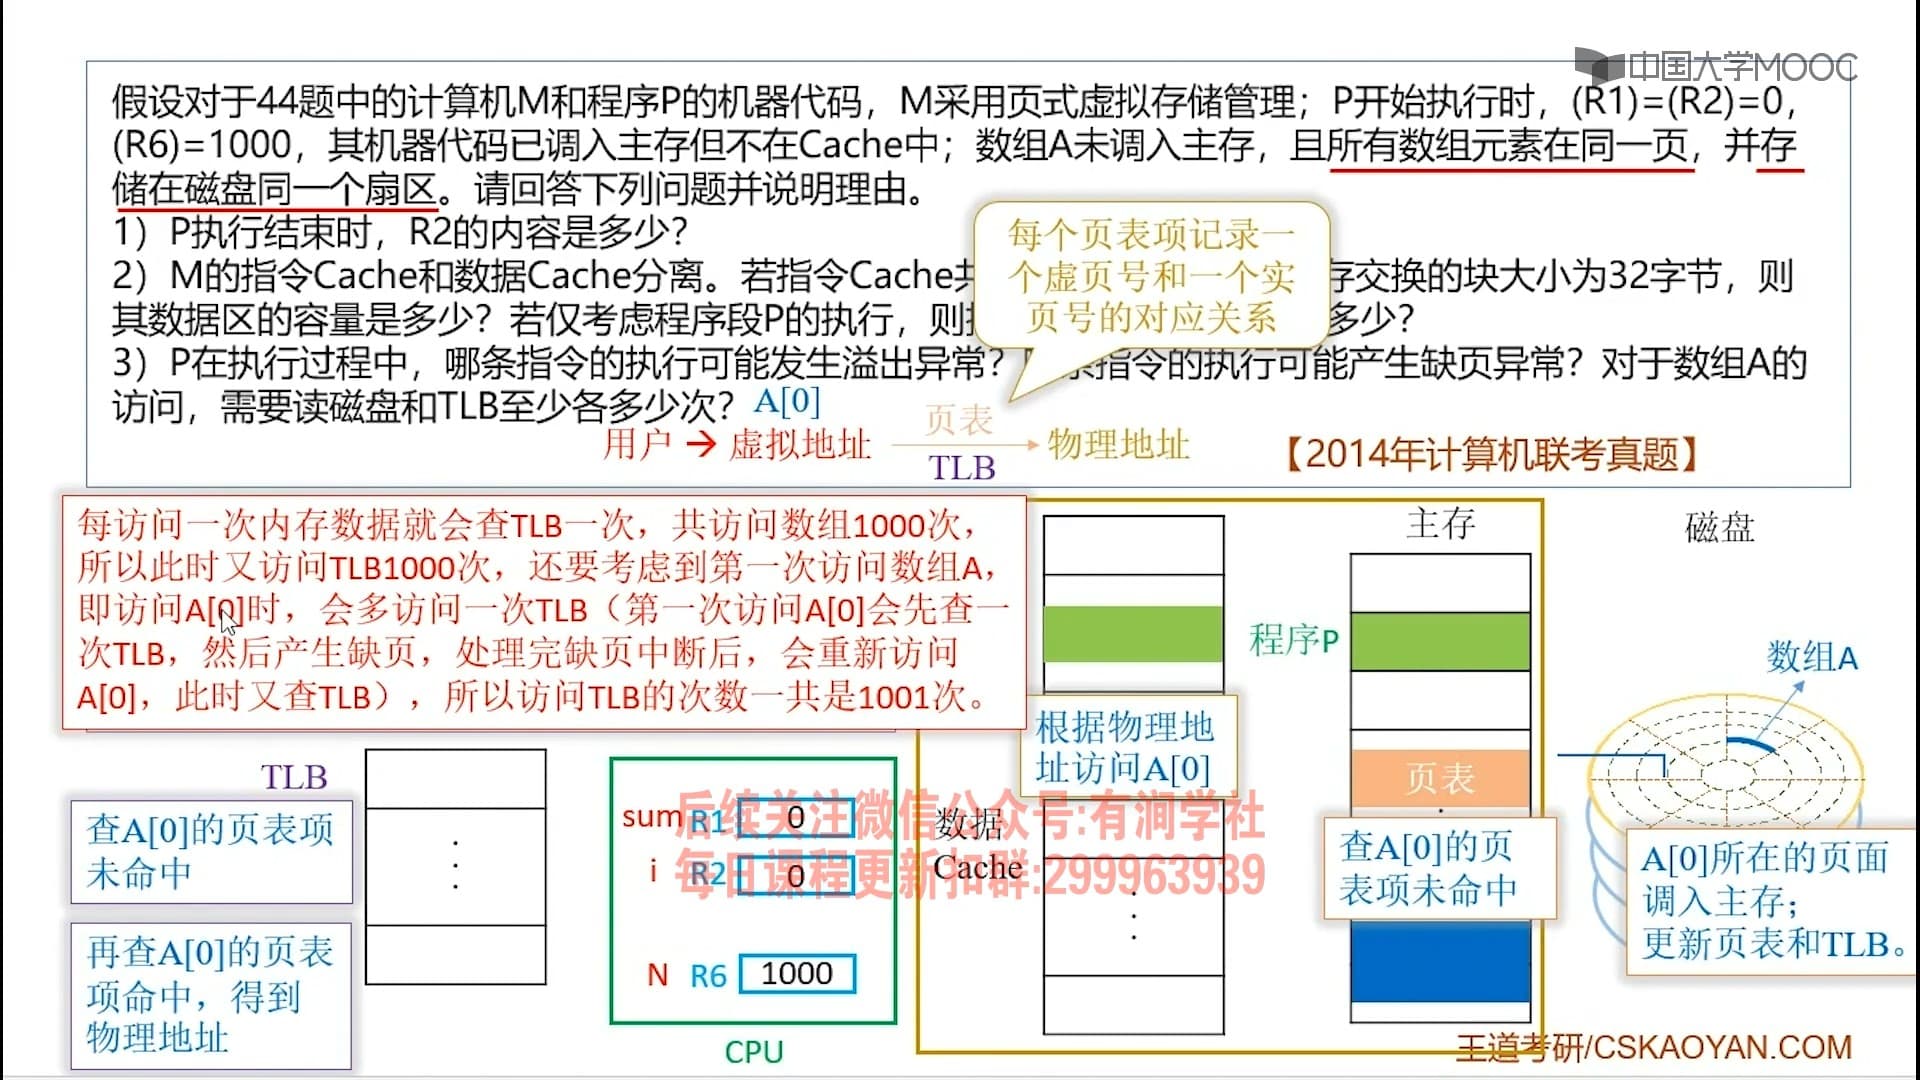 中国大学MOOC
假设对于44题中的计算机M和程序P的机器代码，M采用页式虚拟存储管理；P开始执行时，(R1)=(R2)=0，
(R6)=1000，其机器代码已调入主存但不在Cache中；数组A未调入主存，且所有数组元素在同一页，并存
储在磁盘同一个扇区。请回答下列问题并说明理由。
1）P执行结束时，R2的内容是多少？
2）M的指令Cache和数据Cache分离。若指令Cache共
存交换的块大小为32字节，则
其数据区的容量是多少？若仅考虑程序段P的执行，则
多少？
3）P在执行过程中，哪条指令的执行可能发生溢出异常？
条指令的执行可能产生缺页异常？对于数组A的
访问，需要读磁盘和TLB至少各多少次？
每个页表项记录一
个虚页号和一个实
页号的对应关系
A[0]
用户 → 虚拟地址
页表
TLB
物理地址
【2014年计算机联考真题】
每访问一次内存数据就会查TLB一次，共访问数组1000次，
所以此时又访问TLB1000次，还要考虑到第一次访问数组A，
即访问A[0]时，会多访问一次TLB（第一次访问A[0]会先查一
次TLB，然后产生缺页，处理完缺页中断后，会重新访问
A[0]，此时又查TLB），所以访问TLB的次数一共是1001次。
主存
磁盘
程序P
数组A
根据物理地
址访问A[0]
页表
TLB
查A[0]的页表项
未命中
再查A[0]的页表
项命中，得到
物理地址
sum R1 0
i R2 0
N R6 1000
CPU
数据
Cache
后续关注微信公众号:有涧学社
每日课程更新扣群:299963939
查A[0]的页
表项未命中
A[0]所在的页面
调入主存；
更新页表和TLB。
王道考研/CSKAOYAN.COM